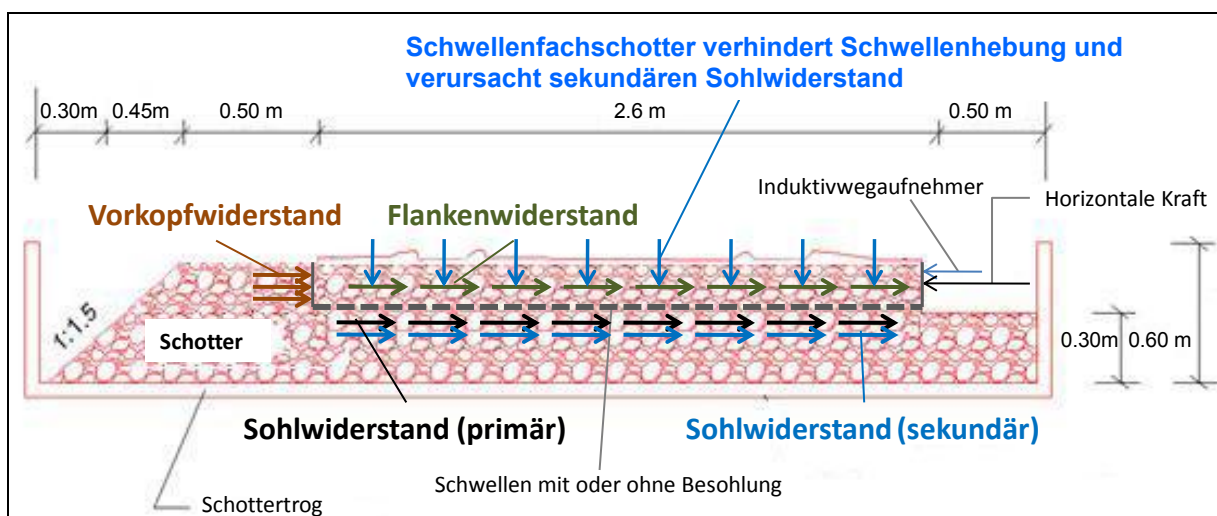 Schwellenfachschotter verhindert Schwellenhebung und
verursacht sekundären Sohlwiderstand
0.30m 0.45m 0.50 m 2.6 m 0.50 m
Induktivwegaufnehmer
Horizontale Kraft
Vorkopfwiderstand Flankenwiderstand
1:1.5
Schotter
0.30m 0.60 m
Sohlwiderstand (primär) Sohlwiderstand (sekundär)
Schwellen mit oder ohne Besohlung
Schottertrog